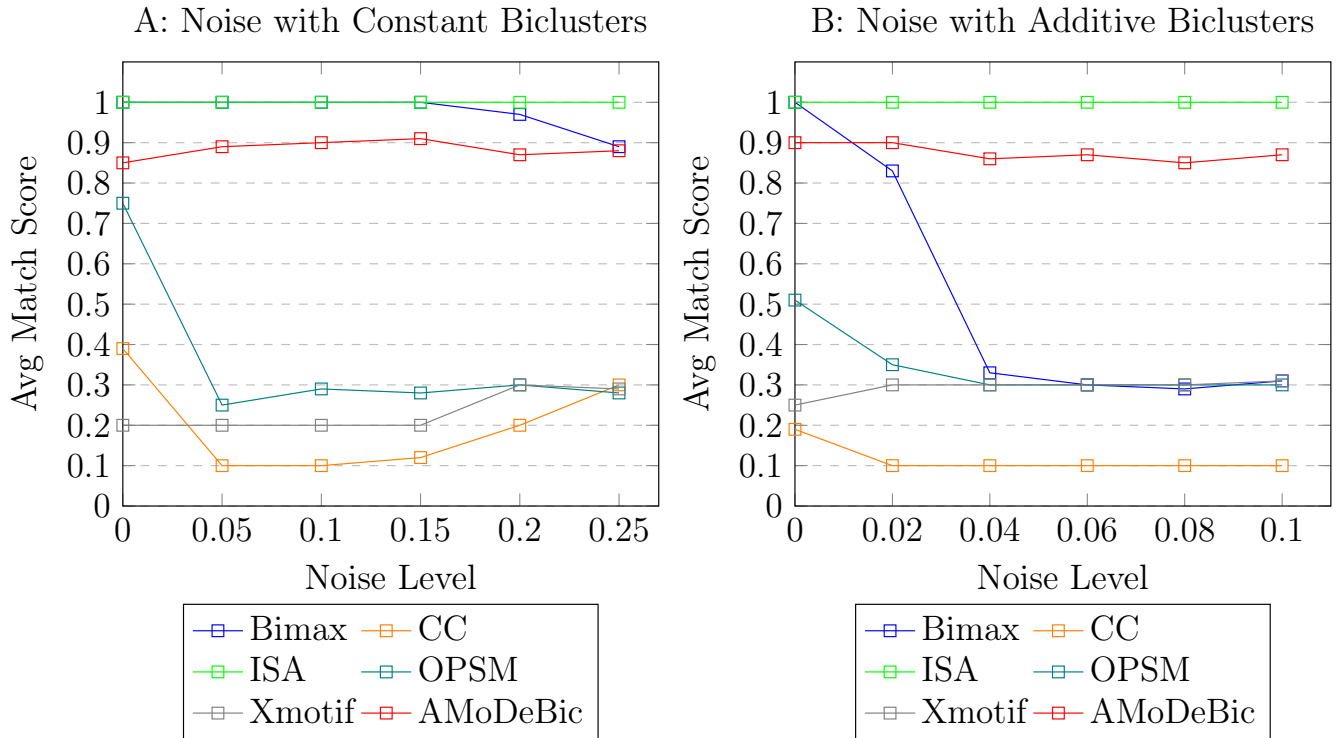 A: Noise with Constant Biclusters
1
0.9
0.8
0.7
0.6
0.5
0.4
0.3
0.2
0.1
0
Avg Match Score
0 0.05 0.1 0.15 0.2 0.25
Noise Level
Bimax CC
ISA OPSM
Xmotif AMoDeBic
B: Noise with Additive Biclusters
1
0.9
0.8
0.7
0.6
0.5
0.4
0.3
0.2
0.1
0
Avg Match Score
0 0.02 0.04 0.06 0.08 0.1
Noise Level
Bimax CC
ISA OPSM
Xmotif AMoDeBic